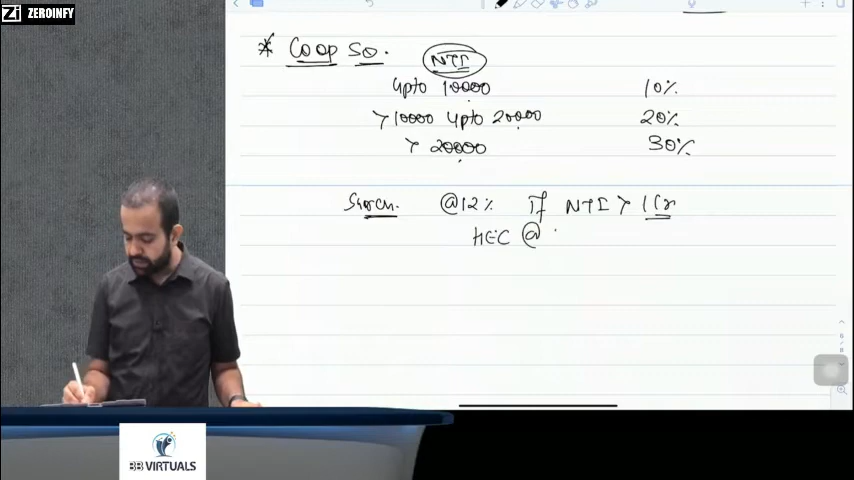 Zi ZEROINFY
* Coop So.
NTI
upto 10000 10%
> 10000 upto 20000 20%
> 20000 30%
Surch. @12% If NTI > 1Cr
HEC @
BB VIRTUALS